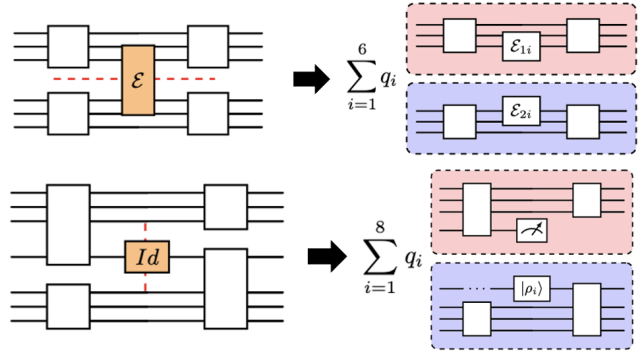 ℰ
∑_{i=1}^{6} q_i
ℰ_{1i}
ℰ_{2i}
Id
∑_{i=1}^{8} q_i
⋯ |ρ_i⟩